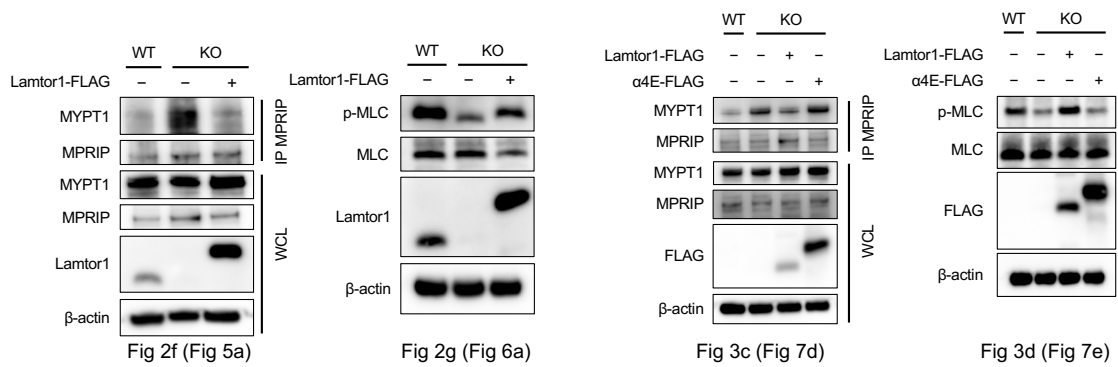 WT KO
Lamtor1-FLAG – – +
MYPT1
MPRIP
IP MPRIP
MYPT1
MPRIP
Lamtor1
β-actin
WCL
Fig 2f (Fig 5a)
WT KO
Lamtor1-FLAG – – +
p-MLC
MLC
Lamtor1
β-actin
Fig 2g (Fig 6a)
WT KO
Lamtor1-FLAG – – + –
α4E-FLAG – – – +
MYPT1
MPRIP
IP MPRIP
MYPT1
MPRIP
FLAG
β-actin
WCL
Fig 3c (Fig 7d)
WT KO
Lamtor1-FLAG – – + –
α4E-FLAG – – – +
p-MLC
MLC
FLAG
β-actin
Fig 3d (Fig 7e)